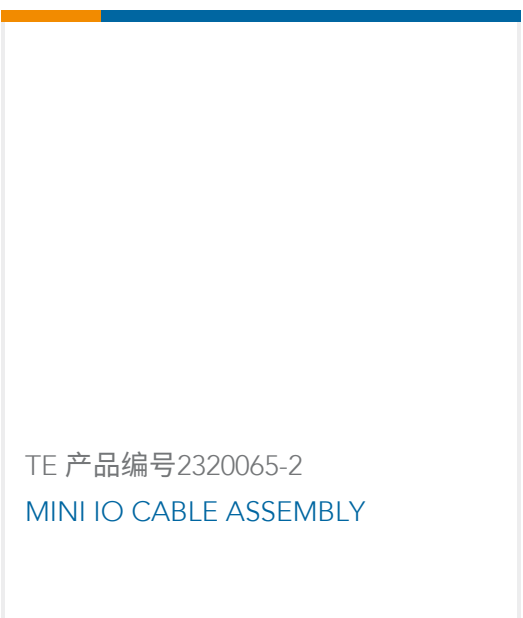 TE 产品编号2320065-2
MINI IO CABLE ASSEMBLY